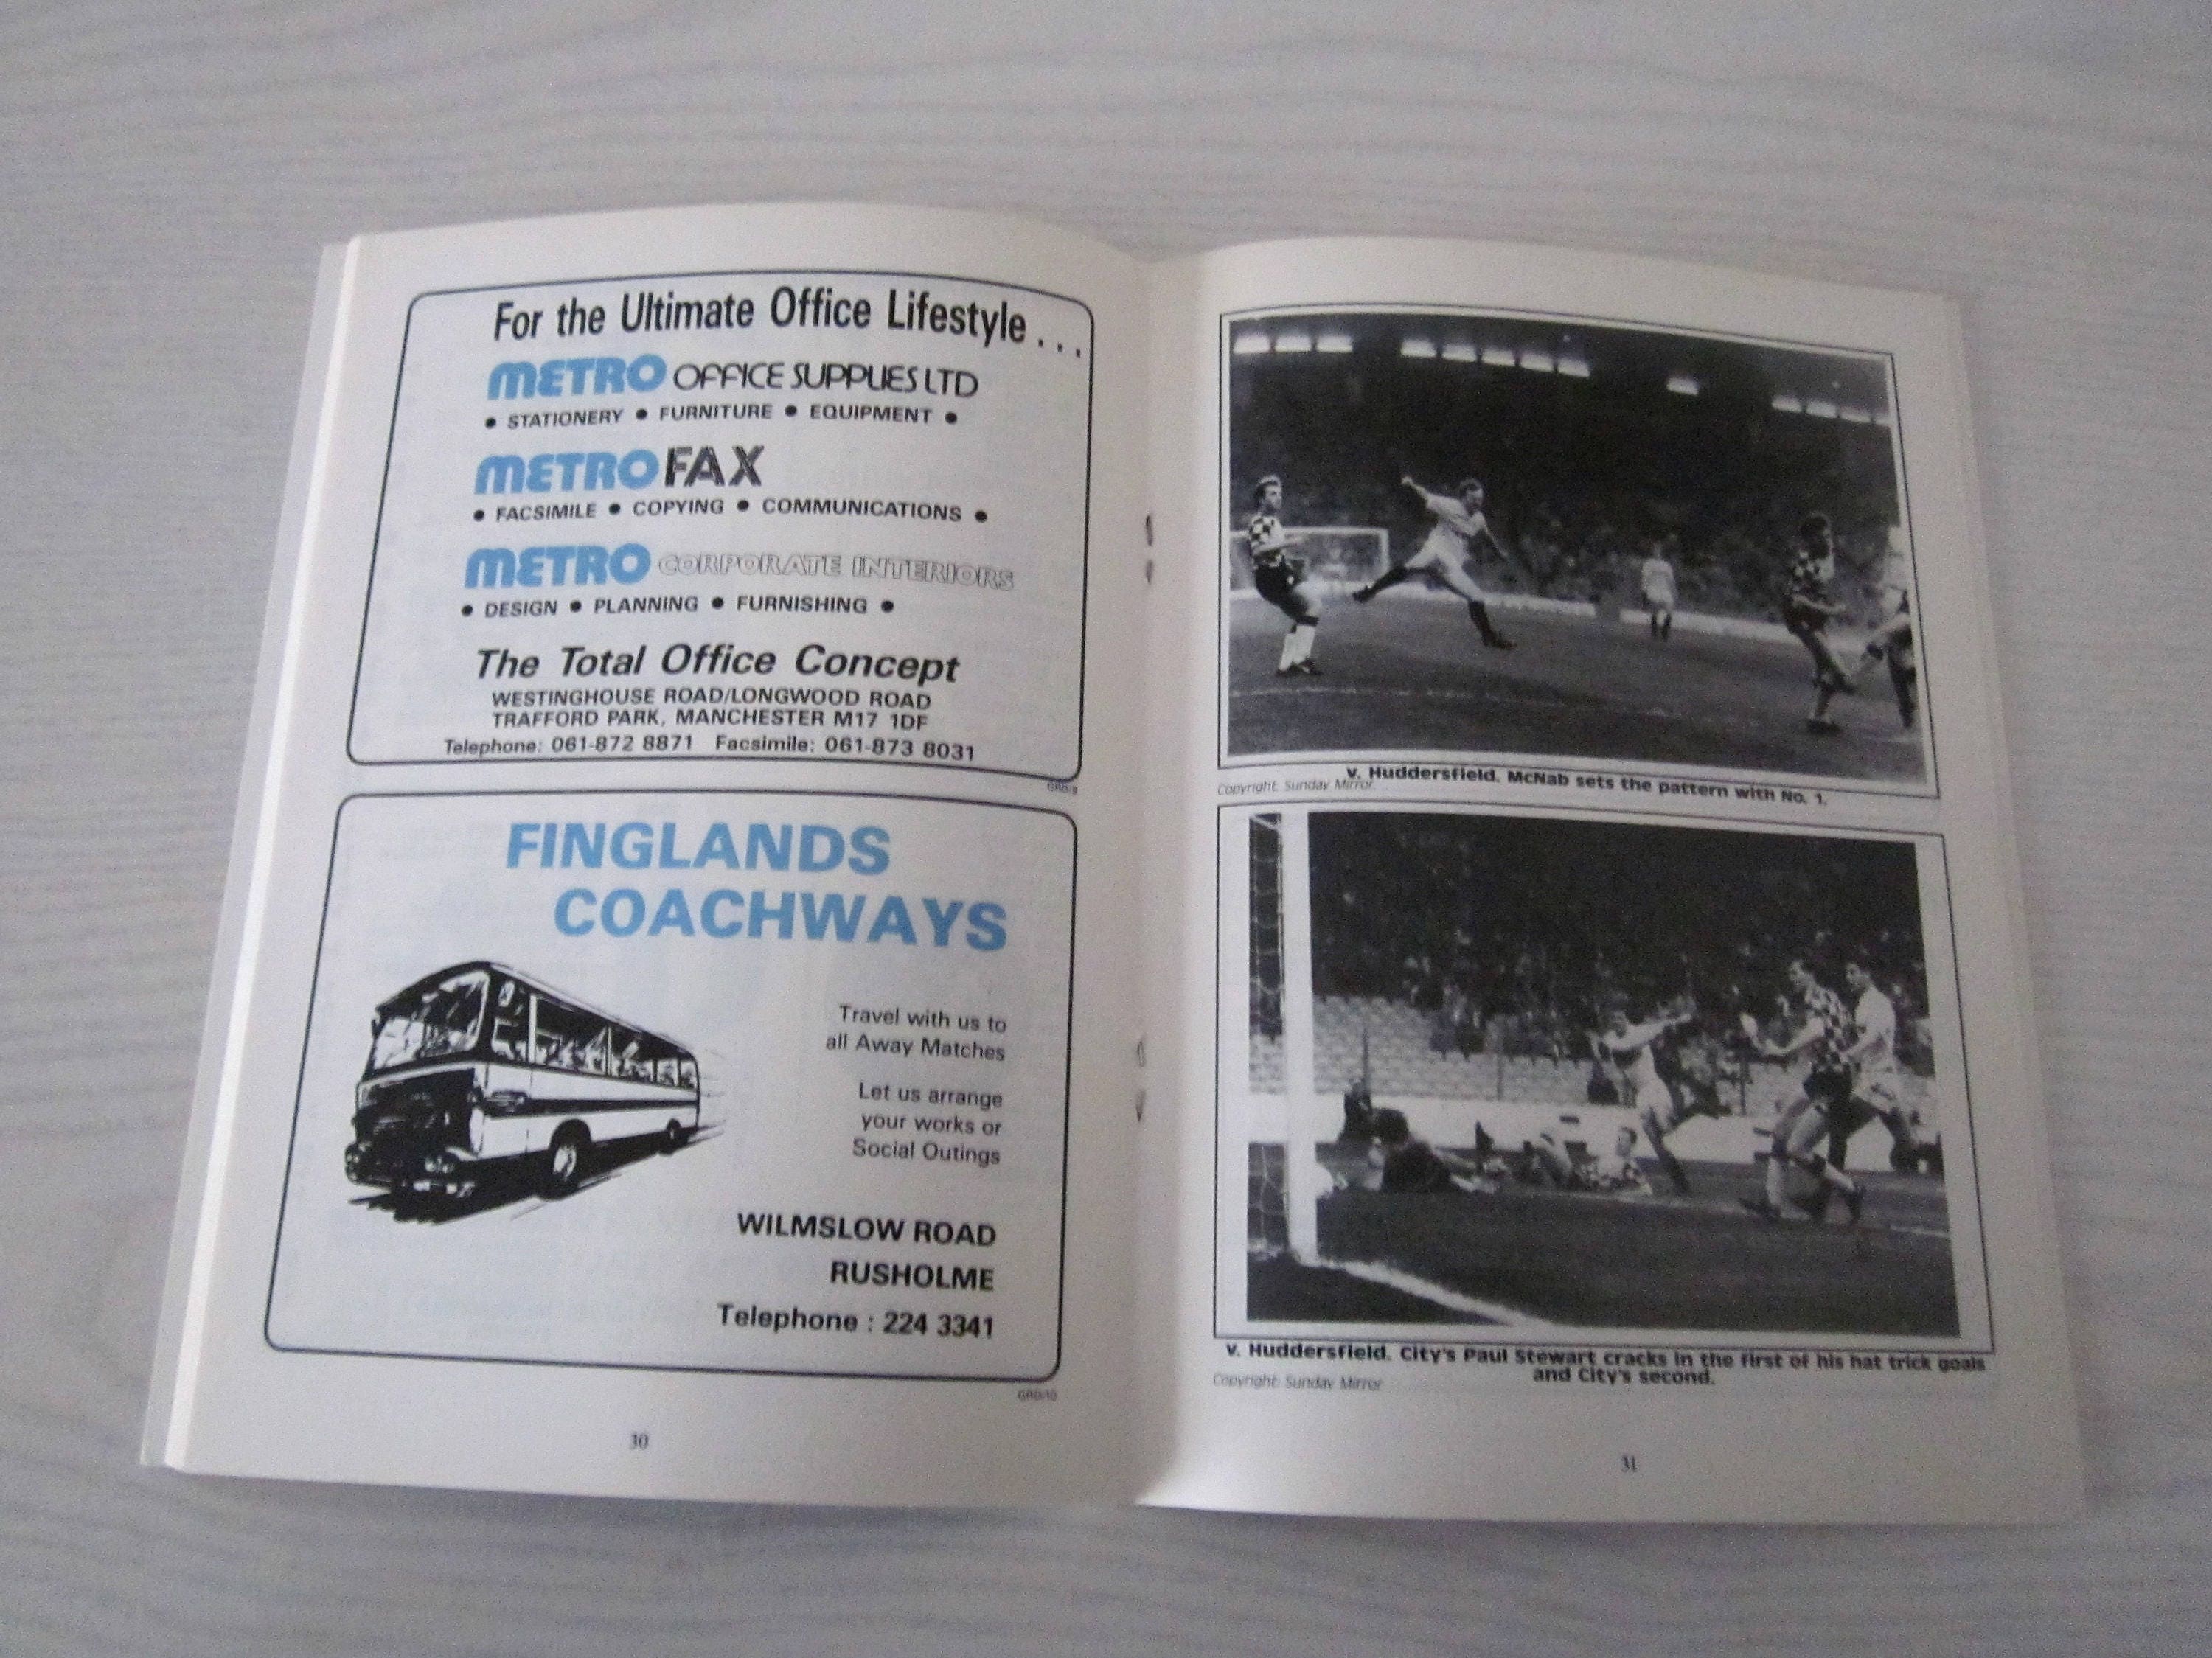 For the Ultimate Office Lifestyle...
METRO OFFICE SUPPLIES LTD
• STATIONERY • FURNITURE • EQUIPMENT •
METROFAX
• FACSIMILE • COPYING • COMMUNICATIONS •
METRO CORPORATE INTERIORS
• DESIGN • PLANNING • FURNISHING •
The Total Office Concept
WESTINGHOUSE ROAD/LONGWOOD ROAD
TRAFFORD PARK, MANCHESTER M17 1DF
Telephone: 061-872 8871 Facsimile: 061-873 8031
GRD/9
FINGLANDS
COACHWAYS
Travel with us to
all Away Matches
Let us arrange
your works or
Social Outings
WILMSLOW ROAD
RUSHOLME
Telephone : 224 3341
GRD/10
30
v. Huddersfield. McNab sets the pattern with No. 1.
Copyright: Sunday Mirror
v. Huddersfield. City's Paul Stewart cracks in the first of his hat trick goals
and City's second.
Copyright: Sunday Mirror
31